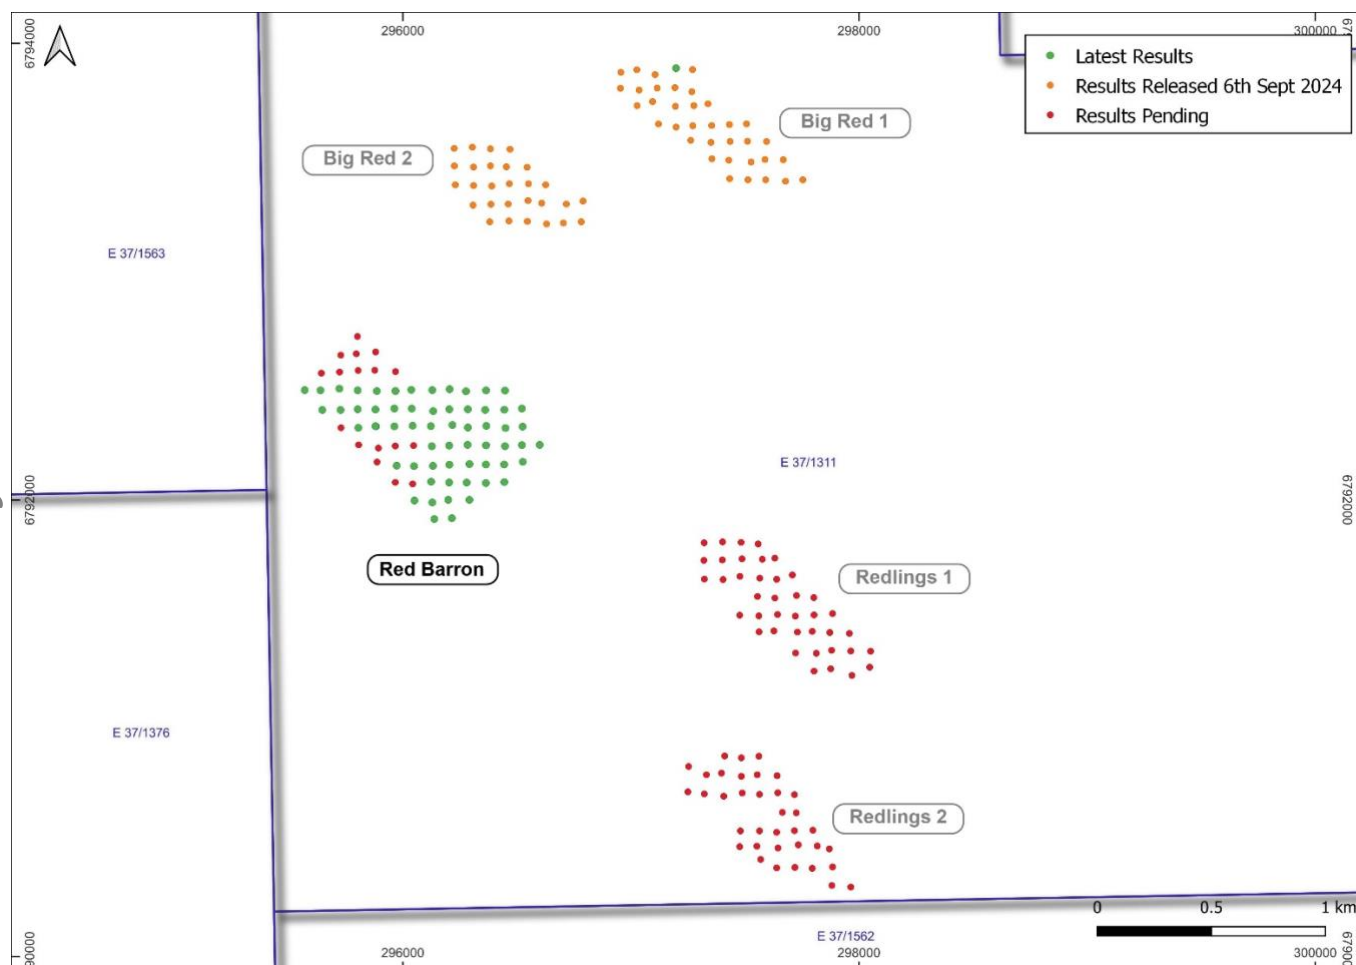 296000
298000
300000
6794000
Latest Results
Results Released 6th Sept 2024
Results Pending
Big Red 1
Big Red 2
E 37/1563
E 37/1311
6792000
6792000
Red Barron
Redlings 1
E 37/1376
Redlings 2
0 0.5 1 km
E 37/1562
296000
298000
300000